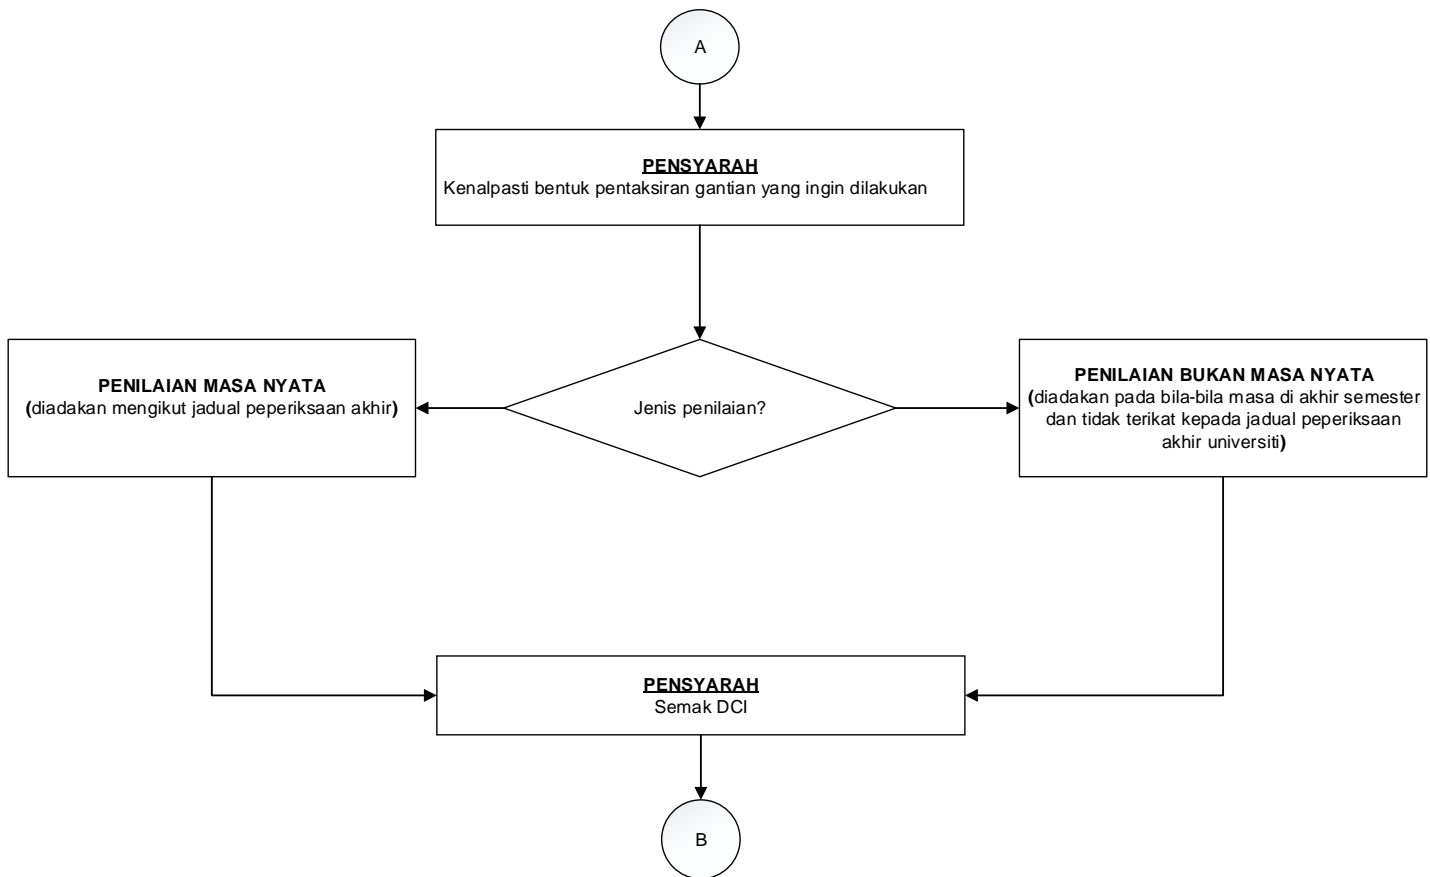 A
PENSYARAH
Kenalpasti bentuk pentaksiran gantian yang ingin dilakukan
PENILAIAN MASA NYATA
(diadakan mengikut jadual peperiksaan akhir)
Jenis penilaian?
PENILAIAN BUKAN MASA NYATA
(diadakan pada bila-bila masa di akhir semester
dan tidak terikat kepada jadual peperiksaan
akhir universiti)
PENSYARAH
Semak DCI
B